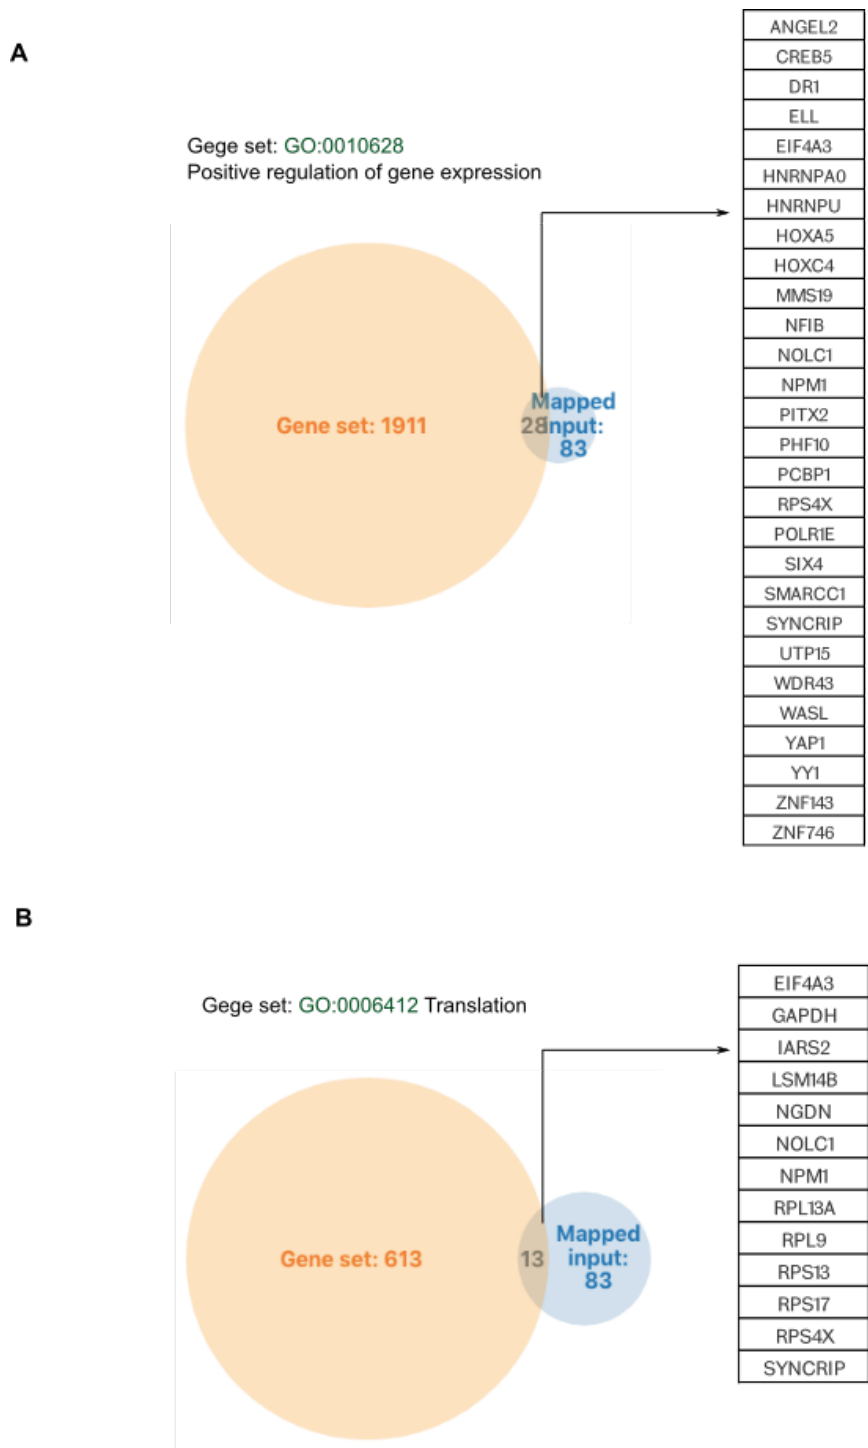 A
Gege set: GO:0010628
Positive regulation of gene expression
Gene set: 1911
28
Mapped
input:
83
ANGEL2
CREB5
DR1
ELL
EIF4A3
HNRNPA0
HNRNPU
HOXA5
HOXC4
MMS19
NFIB
NOLC1
NPM1
PITX2
PHF10
PCBP1
RPS4X
POLR1E
SIX4
SMARCC1
SYNCRIP
UTP15
WDR43
WASL
YAP1
YY1
ZNF143
ZNF746
B
Gege set: GO:0006412 Translation
Gene set: 613
13
Mapped
input:
83
EIF4A3
GAPDH
IARS2
LSM14B
NGDN
NOLC1
NPM1
RPL13A
RPL9
RPS13
RPS17
RPS4X
SYNCRIP